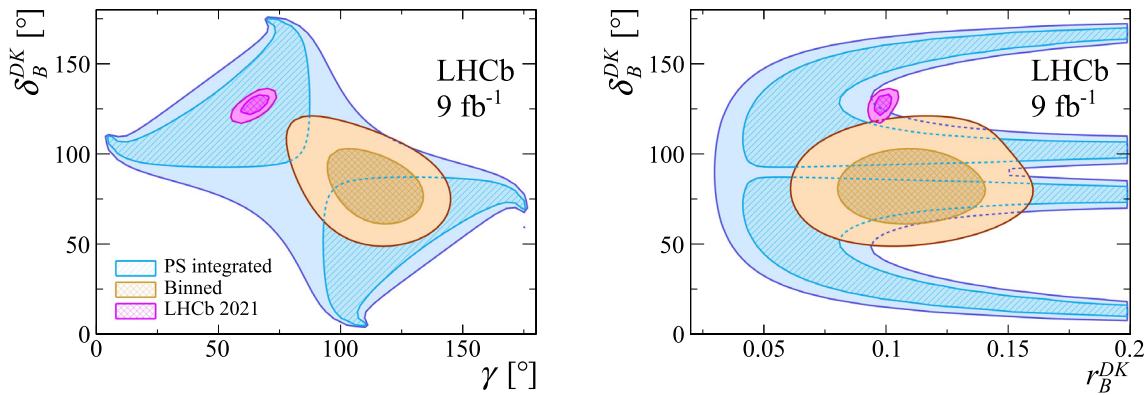 δ_B^{DK} [°]
150
100
50
0
LHCb
9 fb⁻¹
PS integrated
Binned
LHCb 2021
0 50 100 150
γ [°]
δ_B^{DK} [°]
150
100
50
0
LHCb
9 fb⁻¹
0.05 0.1 0.15 0.2
r_B^{DK}